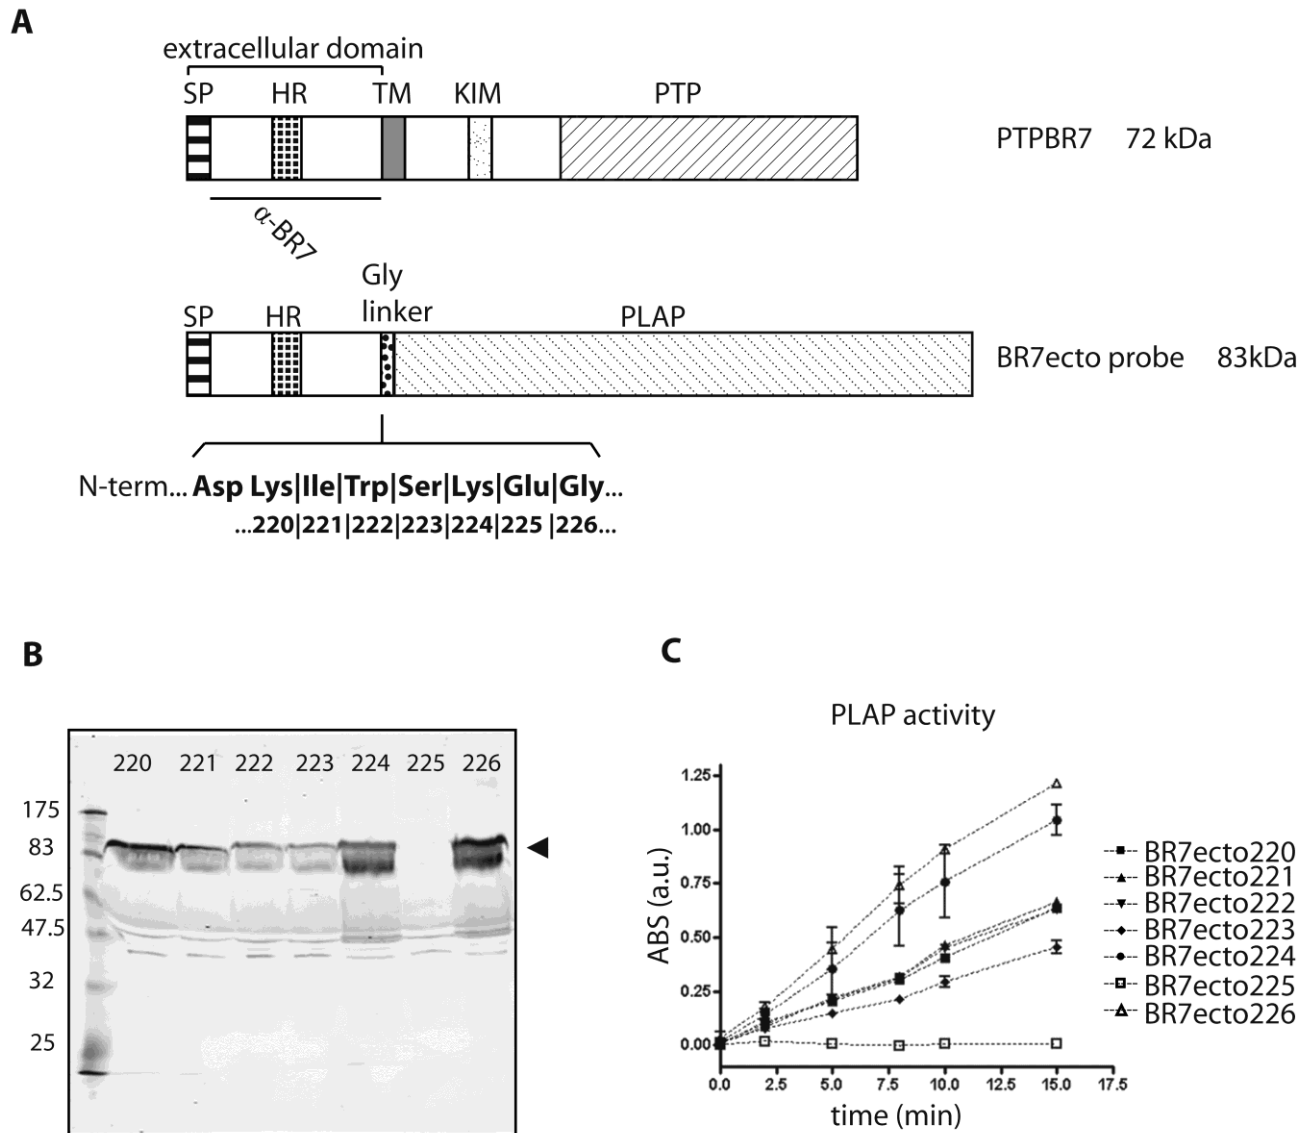 A
extracellular domain
SP HR TM KIM PTP
PTPBR7 72 kDa
α-BR7
Gly
linker
SP HR PLAP
BR7ecto probe 83kDa
N-term... Asp Lys|Ile|Trp|Ser|Lys|Glu|Gly...
...220|221|222|223|224|225|226...
B
220 221 222 223 224 225 226
175
83
62.5
47.5
32
25
C
PLAP activity
ABS (a.u.)
1.25
1.00
0.75
0.50
0.25
0.00
0.0 2.5 5.0 7.5 10.0 12.5 15.0 17.5
time (min)
BR7ecto220
BR7ecto221
BR7ecto222
BR7ecto223
BR7ecto224
BR7ecto225
BR7ecto226